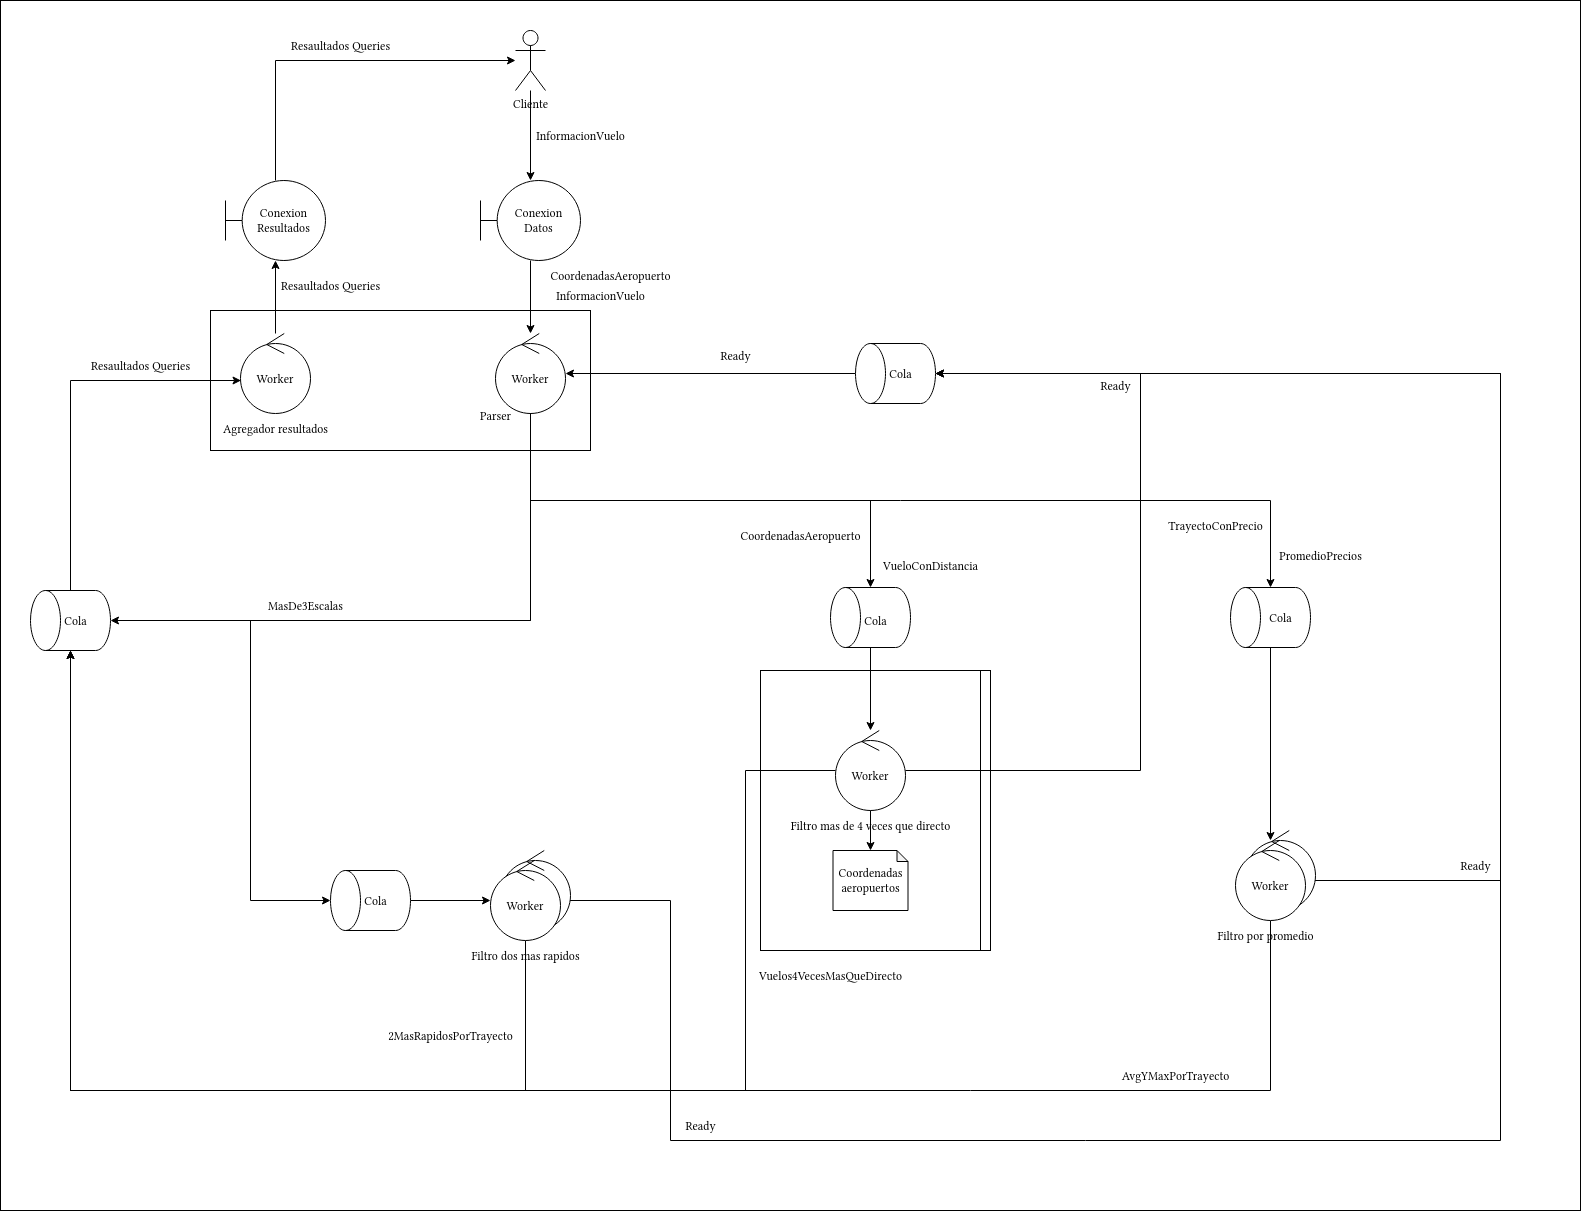 Resaultados Queries
Cliente
InformacionVuelo
Conexion
Resultados
Conexion
Datos
CoordenadasAeropuerto
InformacionVuelo
Resaultados Queries
Resaultados Queries
Worker
Agregador resultados
Worker
Parser
Ready
Cola
Ready
CoordenadasAeropuerto
VueloConDistancia
TrayectoConPrecio
PromedioPrecios
MasDe3Escalas
Cola
Cola
Cola
Worker
Filtro mas de 4 veces que directo
Coordenadas
aeropuertos
Vuelos4VecesMasQueDirecto
Cola
Worker
Filtro dos mas rapidos
Worker
Filtro por promedio
Ready
2MasRapidosPorTrayecto
AvgYMaxPorTrayecto
Ready